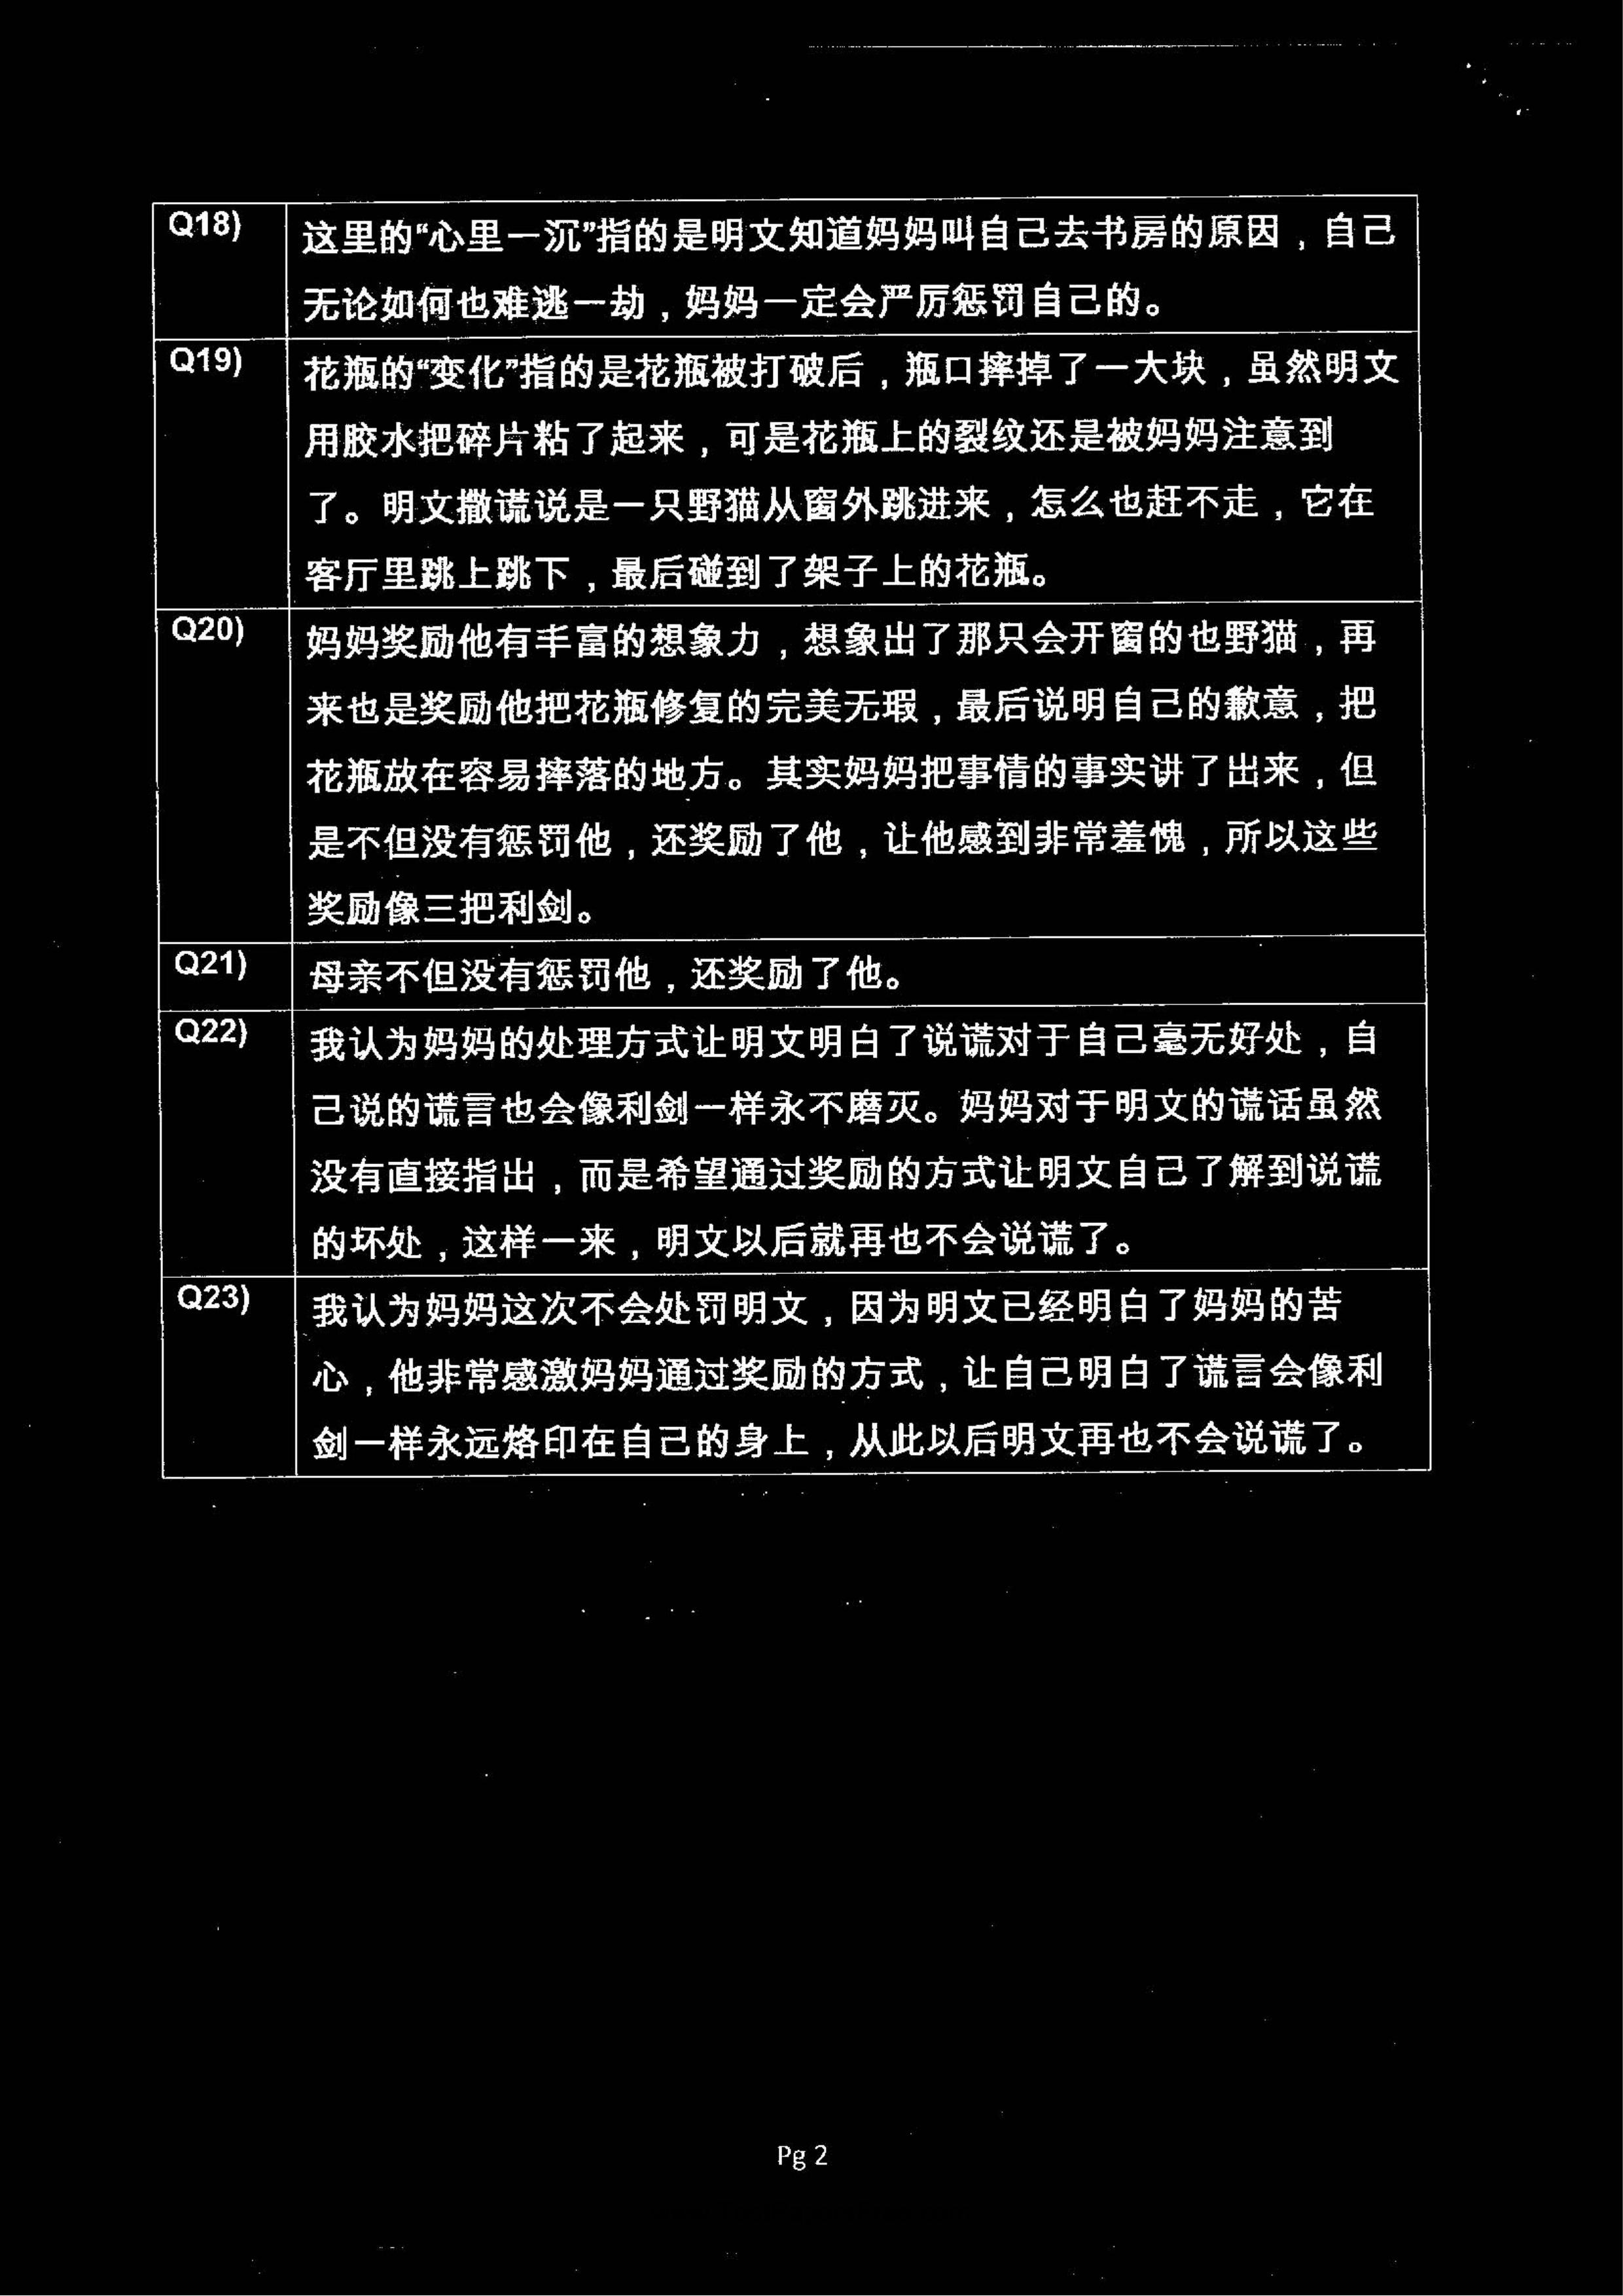 Q18) 这里的“心里一沉”指的是明文知道妈妈叫自己去书房的原因，自己
无论如何也难逃一劫，妈妈一定会严厉惩罚自己的。
Q19) 花瓶的“变化”指的是花瓶被打破后，瓶口摔掉了一大块，虽然明文
用胶水把碎片粘了起来，可是花瓶上的裂纹还是被妈妈注意到
了。明文撒谎说是一只野猫从窗外跳进来，怎么也赶不走，它在
客厅里跳上跳下，最后碰到了架子上的花瓶。
Q20) 妈妈奖励他有丰富的想象力，想象出了那只会开窗的也野猫，再
来也是奖励他把花瓶修复的完美无瑕，最后说明自己的歉意，把
花瓶放在容易摔落的地方。其实妈妈把事情的事实讲了出来，但
是不但没有惩罚他，还奖励了他，让他感到非常羞愧，所以这些
奖励像三把利剑。
Q21) 母亲不但没有惩罚他，还奖励了他。
Q22) 我认为妈妈的处理方式让明文明白了说谎对于自己毫无好处，自
己说的谎言也会像利剑一样永不磨灭。妈妈对于明文的谎话虽然
没有直接指出，而是希望通过奖励的方式让明文自己了解到说谎
的坏处，这样一来，明文以后就再也不会说谎了。
Q23) 我认为妈妈这次不会处罚明文，因为明文已经明白了妈妈的苦
心，他非常感激妈妈通过奖励的方式，让自己明白了谎言会像利
剑一样永远烙印在自己的身上，从此以后明文再也不会说谎了。
Pg 2